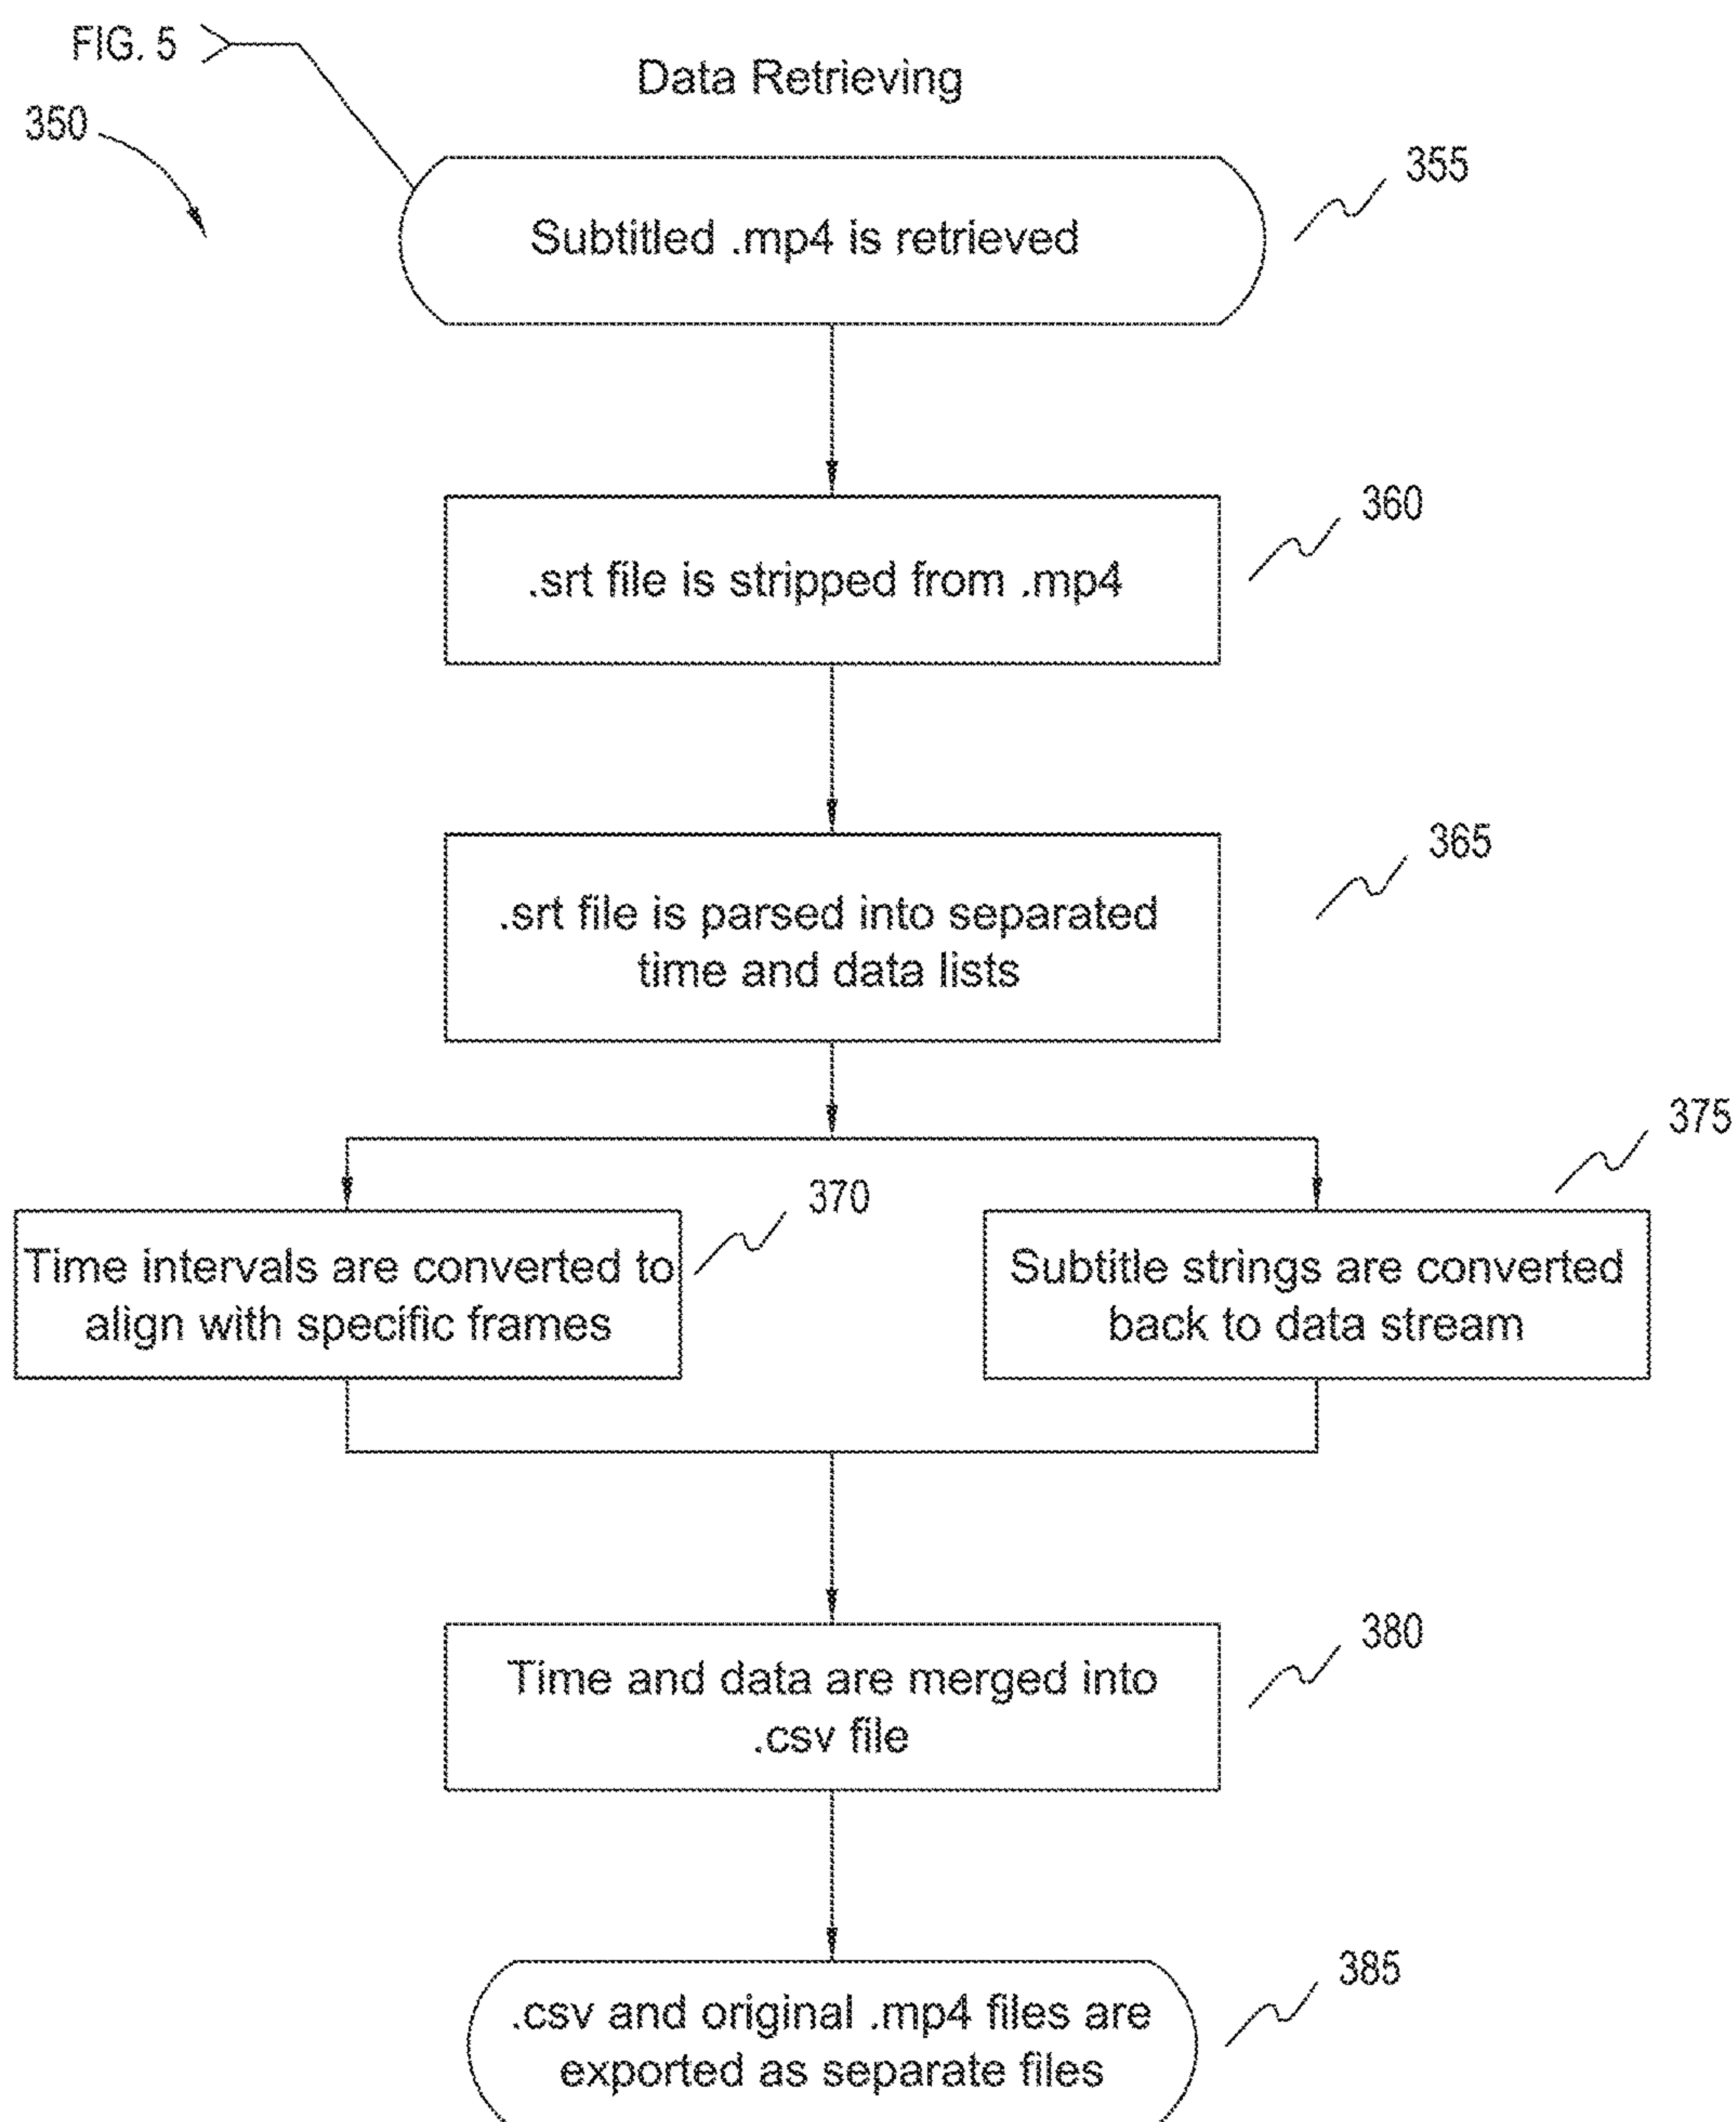 FIG. 5
Data Retrieving
350
355
Subtitled .mp4 is retrieved
360
.srt file is stripped from .mp4
365
.srt file is parsed into separated
time and data lists
375
370
Time intervals are converted to
align with specific frames
Subtitle strings are converted
back to data stream
380
Time and data are merged into
.csv file
385
.csv and original .mp4 files are
exported as separate files